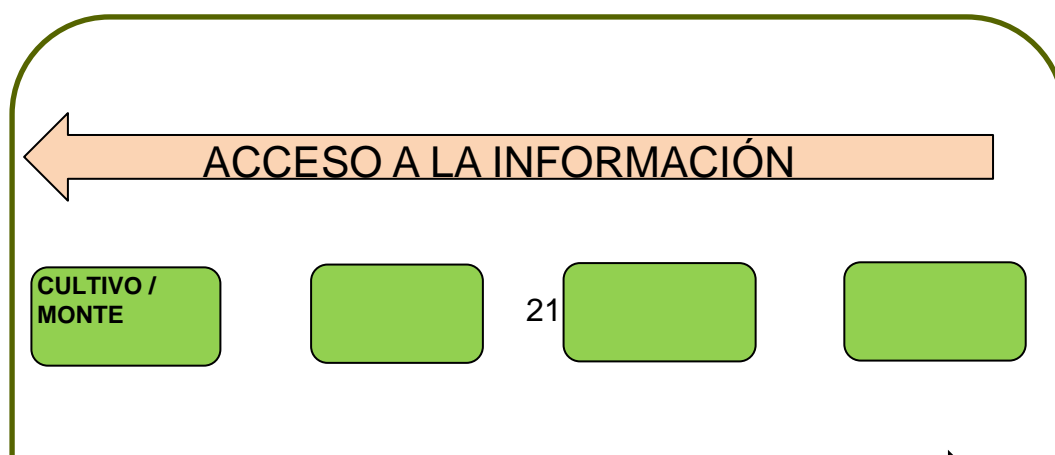 ACCESO A LA INFORMACIÓN
CULTIVO /
MONTE
21